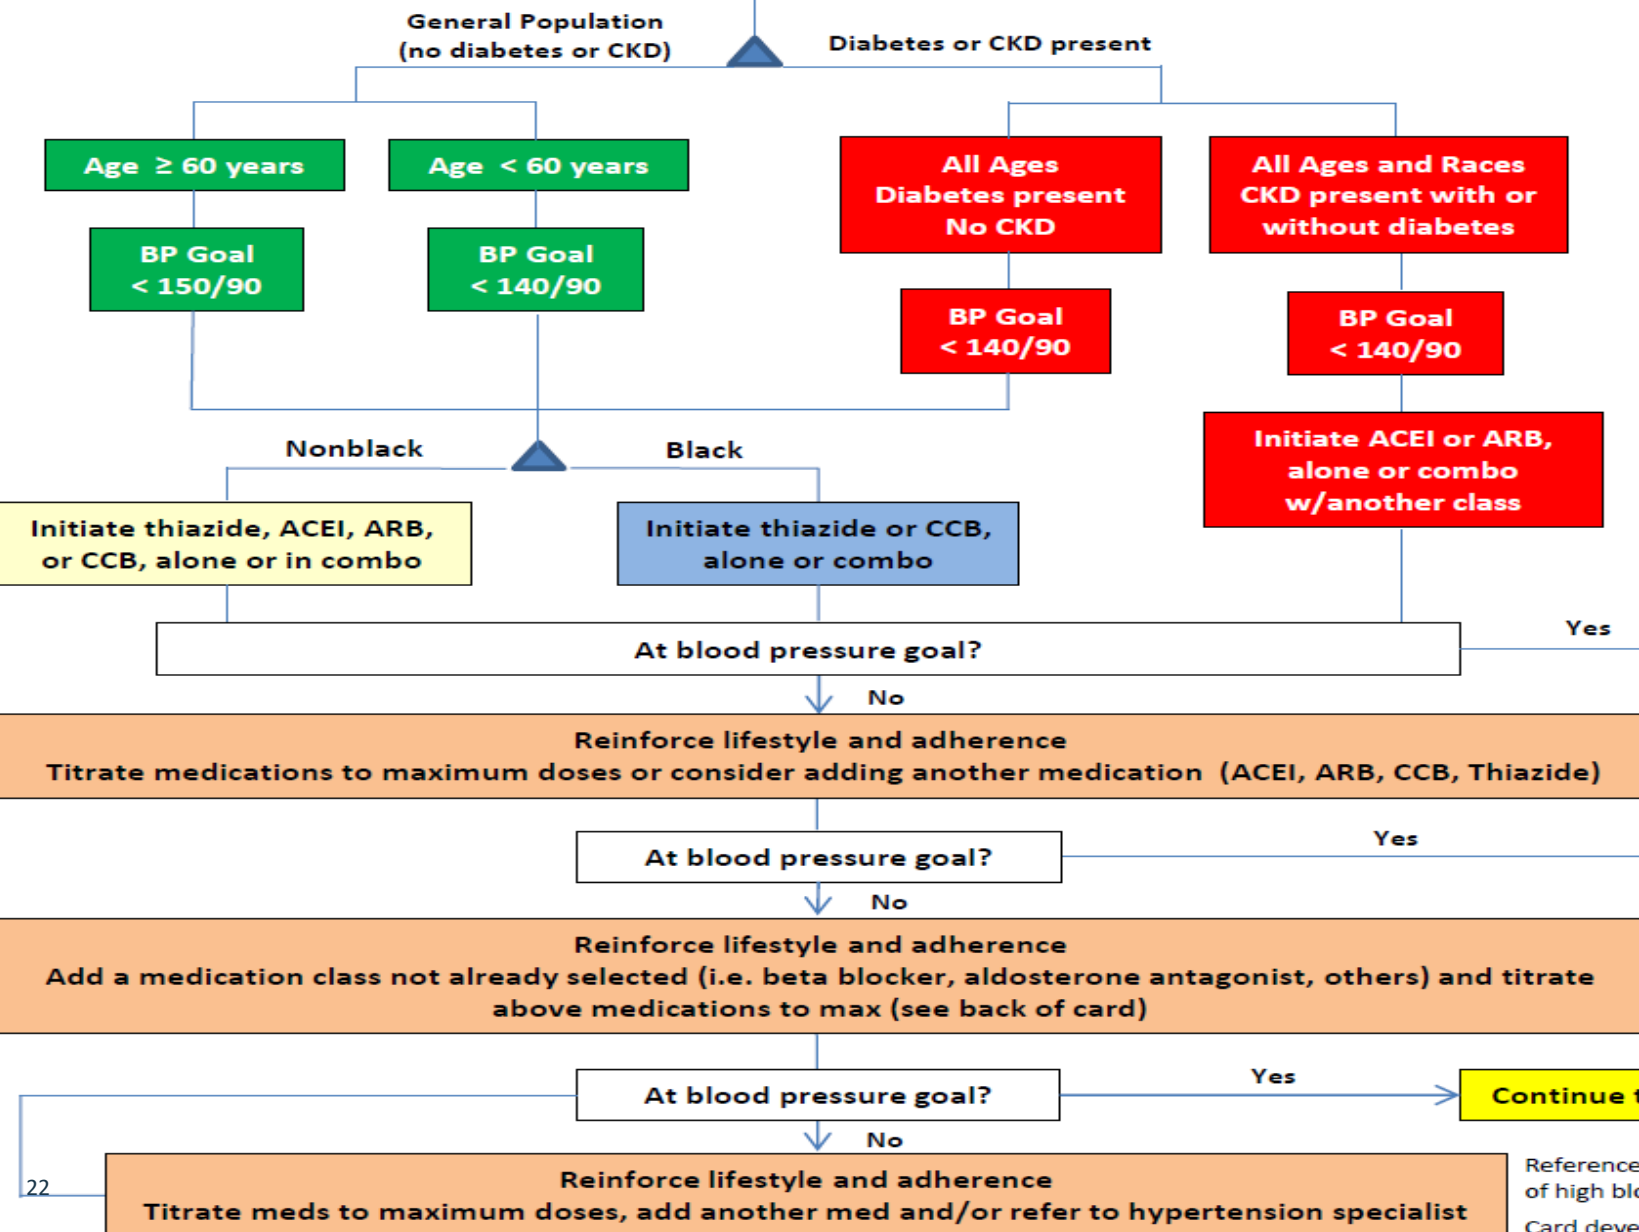 General Population
(no diabetes or CKD)
Diabetes or CKD present
Age ≥ 60 years
Age < 60 years
All Ages
Diabetes present
No CKD
All Ages and Races
CKD present with or
without diabetes
BP Goal
< 150/90
BP Goal
< 140/90
BP Goal
< 140/90
BP Goal
< 140/90
Nonblack
Black
Initiate ACEI or ARB,
alone or combo
w/another class
Initiate thiazide, ACEI, ARB,
or CCB, alone or in combo
Initiate thiazide or CCB,
alone or combo
At blood pressure goal?
Yes
No
Reinforce lifestyle and adherence
Titrate medications to maximum doses or consider adding another medication (ACEI, ARB, CCB, Thiazide)
At blood pressure goal?
Yes
No
Reinforce lifestyle and adherence
Add a medication class not already selected (i.e. beta blocker, aldosterone antagonist, others) and titrate
above medications to max (see back of card)
At blood pressure goal?
Yes
Continue
No
Reinforce lifestyle and adherence
Titrate meds to maximum doses, add another med and/or refer to hypertension specialist
22
Reference
of high
Card